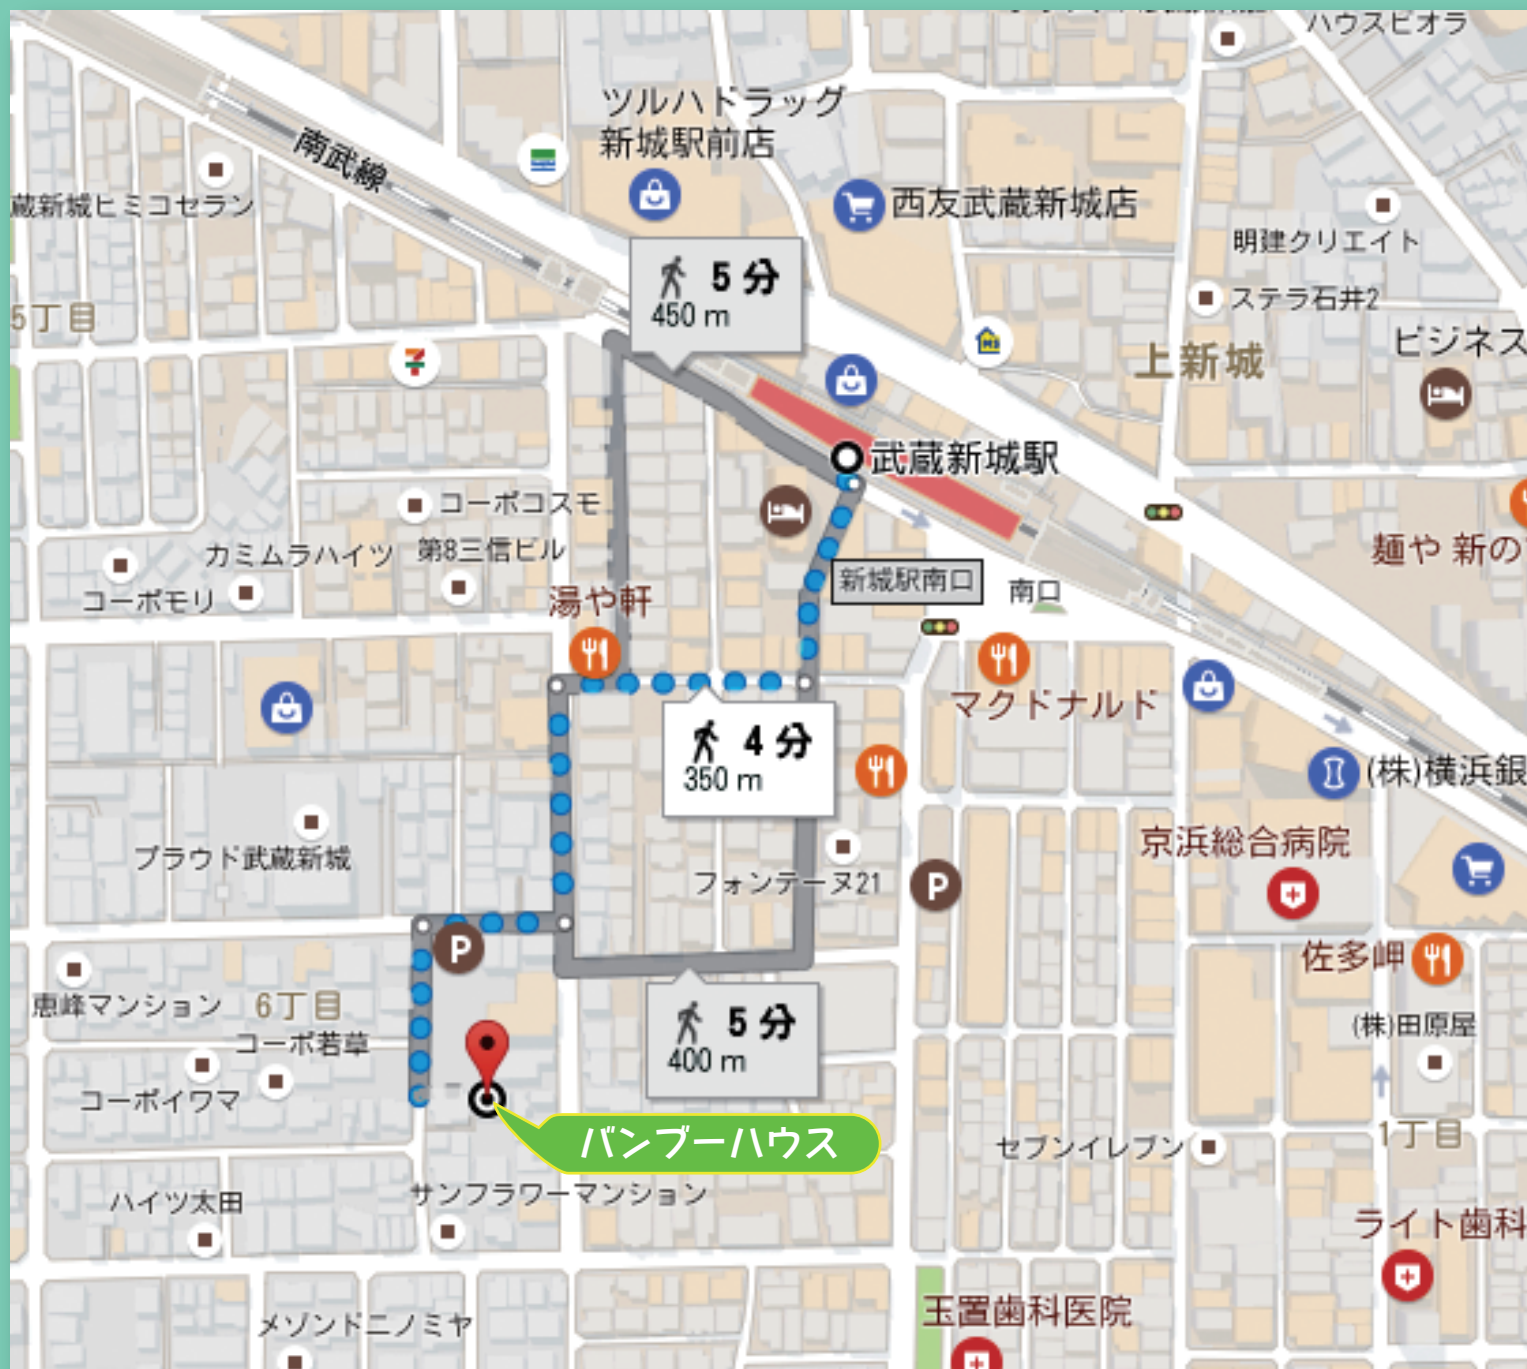 ハウスビオラ
ツルハドラッグ
新城駅前店
南武線
蔵新城ヒミコセラン
西友武蔵新城店
明建クリエイト
5 分
450 m
ステラ石井2
5丁目
ビジネス
上新城
武蔵新城駅
コーポコスモ
カミムラハイツ
第8三信ビル
麺や 新の
コーポモリ
湯や軒
新城駅南口
南口
マクドナルド
4 分
350 m
(株)横浜銀
プラウド武蔵新城
京浜総合病院
フォンテーヌ21
P
P
佐多岬
恵峰マンション
6丁目
5 分
400 m
(株)田原屋
コーポ若草
コーポイワマ
バンブーハウス
セブンイレブン
1丁目
ハイツ太田
サンフラワーマンション
ライト歯科
玉置歯科医院
メゾンドニノミヤ